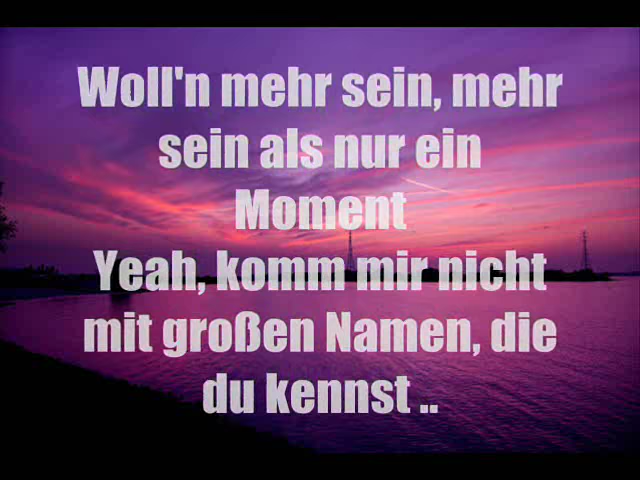 Woll'n mehr sein, mehr
sein als nur ein
Moment
Yeah, komm mir nicht
mit großen Namen, die
du kennst ..